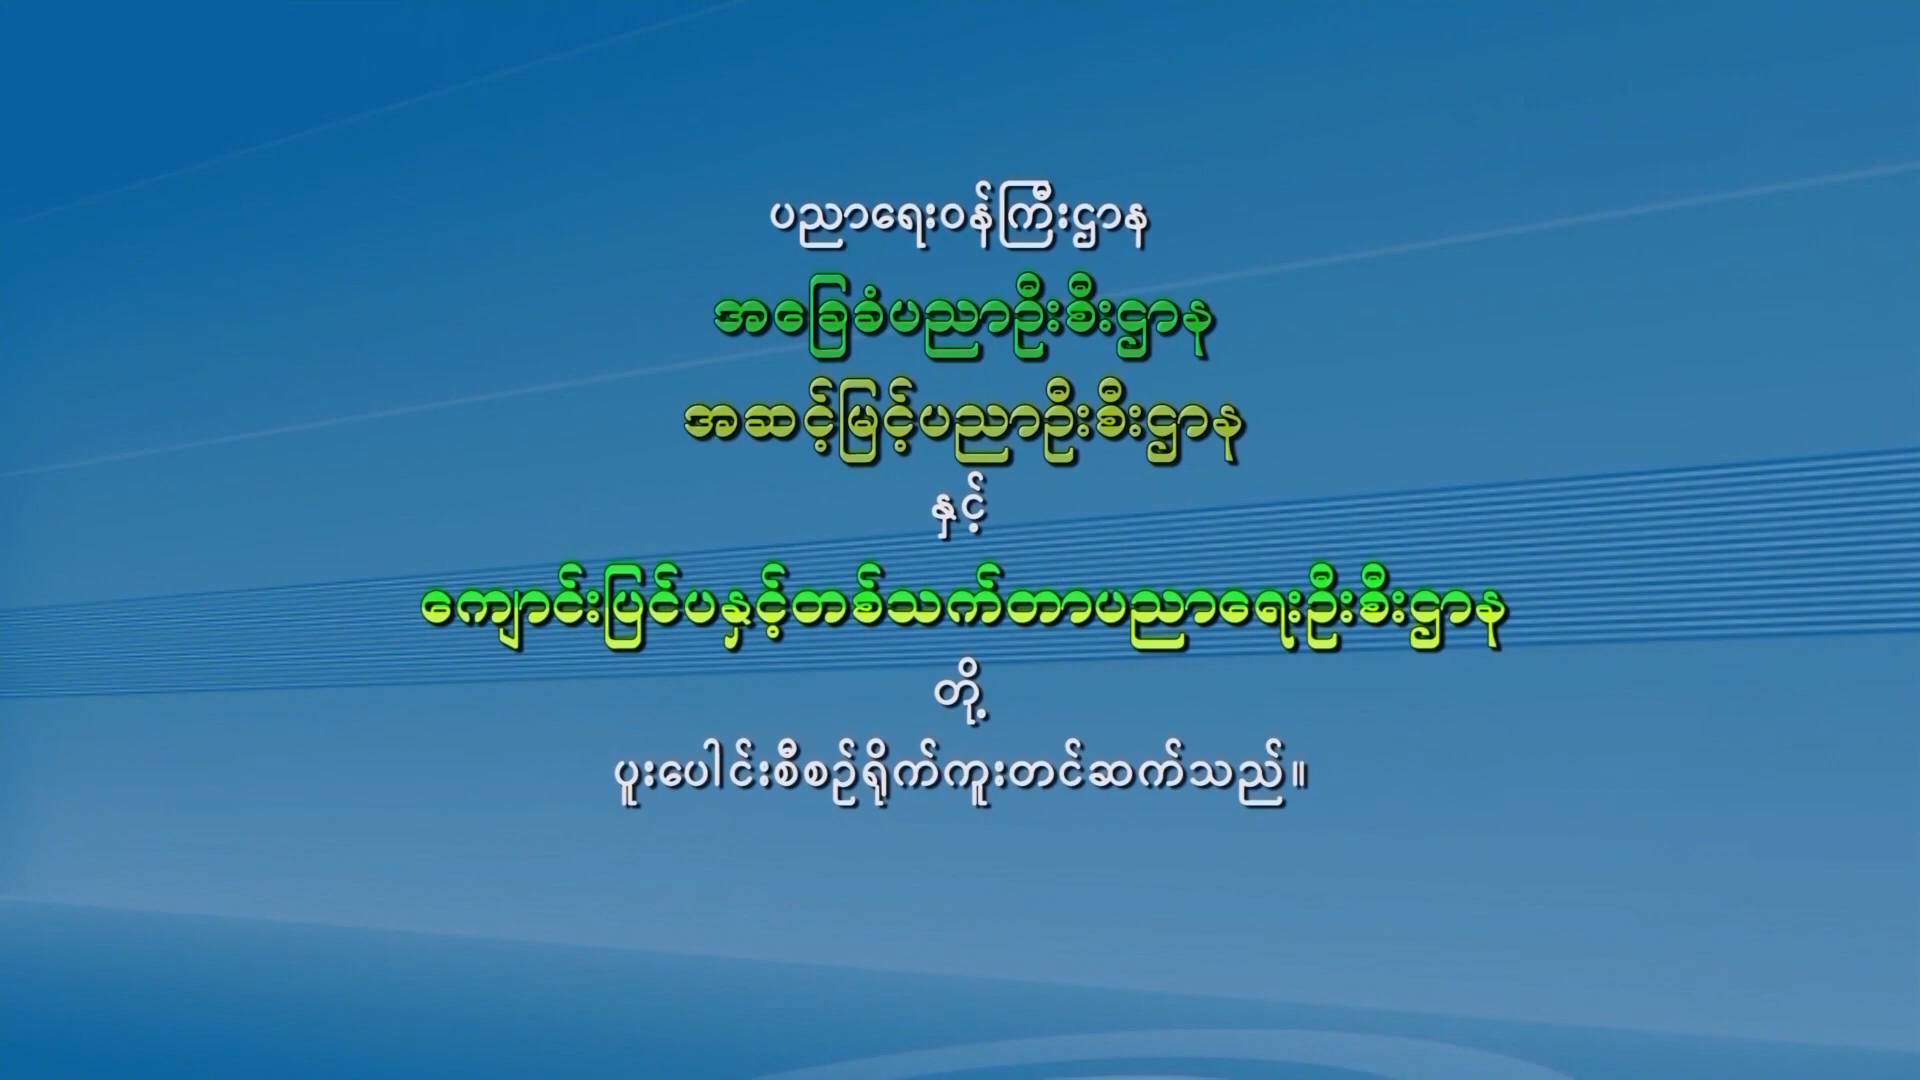 ပညာရေးဝန်ကြီးဌာန
အခြေခံပညာဦးစီးဌာန
အဆင့်မြင့်ပညာဦးစီးဌာန
နှင့်
ကျောင်းပြင်ပနှင့်တစ်သက်တာပညာရေးဦးစီးဌာန
တို့
ပူးပေါင်းစီစဉ်ရိုက်ကူးတင်ဆက်သည်။